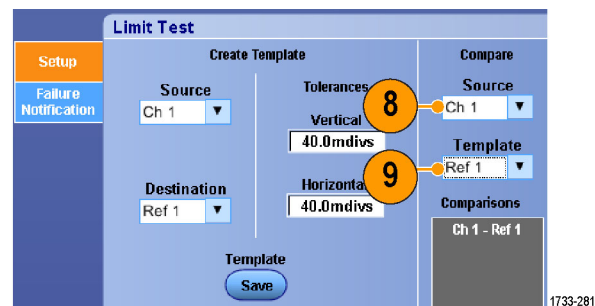 Limit Test
Setup
Failure
Notification
Create Template
Source
Ch 1
Destination
Ref 1
Tolerances
Vertical
40.0mdivs
Horizonta
40.0mdivs
Template
Save
Compare
8
Source
Ch 1
9
Template
Ref 1
Comparisons
Ch 1 - Ref 1
1733-281